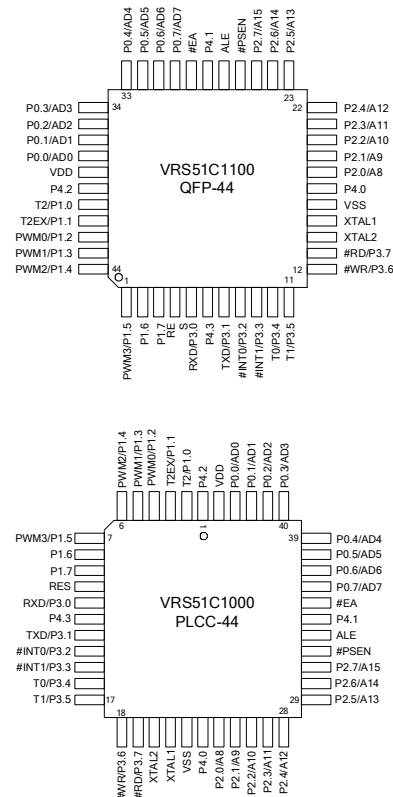 P0.4/AD4
P0.5/AD5
P0.6/AD6
P0.7/AD7
#EA
P4.1
ALE
#PSEN
P2.7/A15
P2.6/A14
P2.5/A13
33
23
34
22
P0.3/AD3
P0.2/AD2
P0.1/AD1
P0.0/AD0
VDD
P4.2
T2/P1.0
T2EX/P1.1
PWM0/P1.2
PWM1/P1.3
PWM2/P1.4
VRS51C1100
QFP-44
P2.4/A12
P2.3/A11
P2.2/A10
P2.1/A9
P2.0/A8
P4.0
VSS
XTAL1
XTAL2
#RD/P3.7
#WR/P3.6
44
1
12
11
PWM3/P1.5
P1.6
P1.7
RE
S
RXD/P3.0
P4.3
TXD/P3.1
#INT0/P3.2
#INT1/P3.3
T0/P3.4
T1/P3.5
PWM2/P1.4
PWM1/P1.3
PWM0/P1.2
T2EX/P1.1
T2/P1.0
P4.2
VDD
P0.0/AD0
P0.1/AD1
P0.2/AD2
P0.3/AD3
6
1
40
7
39
PWM3/P1.5
P1.6
P1.7
RES
RXD/P3.0
P4.3
TXD/P3.1
#INT0/P3.2
#INT1/P3.3
T0/P3.4
T1/P3.5
VRS51C1000
PLCC-44
P0.4/AD4
P0.5/AD5
P0.6/AD6
P0.7/AD7
#EA
P4.1
ALE
#PSEN
P2.7/A15
P2.6/A14
P2.5/A13
17
29
18
28
#WR/P3.6
#RD/P3.7
XTAL2
XTAL1
VSS
P4.0
P2.0/A8
P2.1/A9
P2.2/A10
P2.3/A11
P2.4/A12